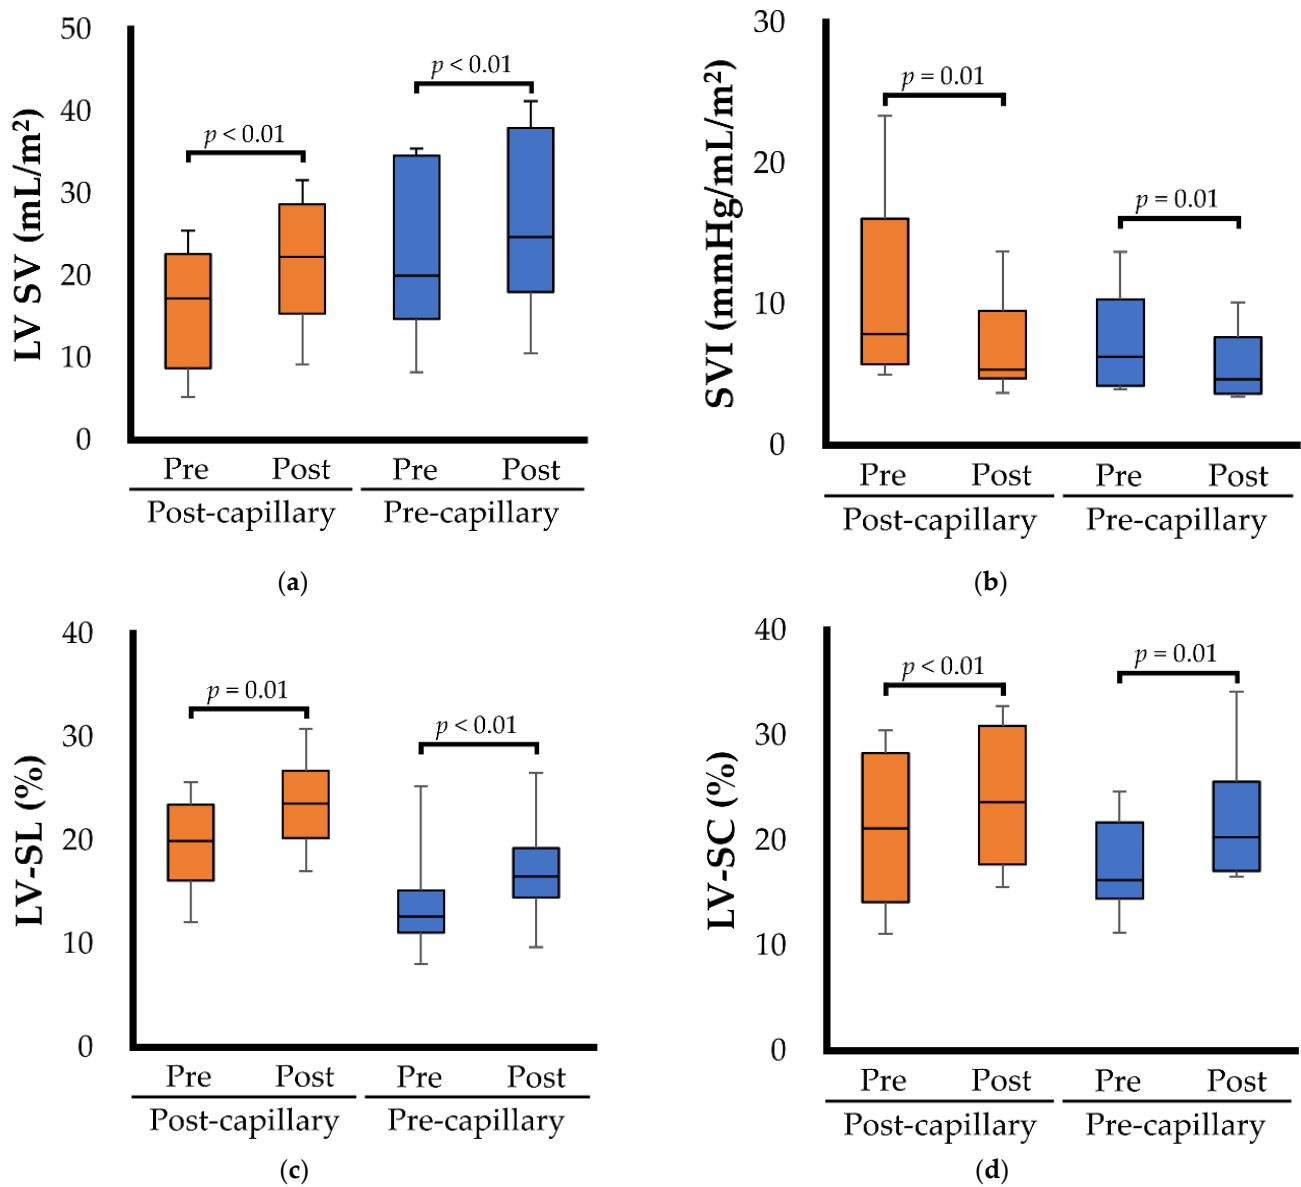 LV SV (mL/m²)
50
40
30
20
10
0
p < 0.01
p < 0.01
Pre Post Pre Post
Post-capillary Pre-capillary
(a)
SVI (mmHg/mL/m²)
30
20
10
0
p = 0.01
p = 0.01
Pre Post Pre Post
Post-capillary Pre-capillary
(b)
LV-SL (%)
40
30
20
10
0
p = 0.01
p < 0.01
Pre Post Pre Post
Post-capillary Pre-capillary
(c)
LV-SC (%)
40
30
20
10
0
p < 0.01
p = 0.01
Pre Post Pre Post
Post-capillary Pre-capillary
(d)